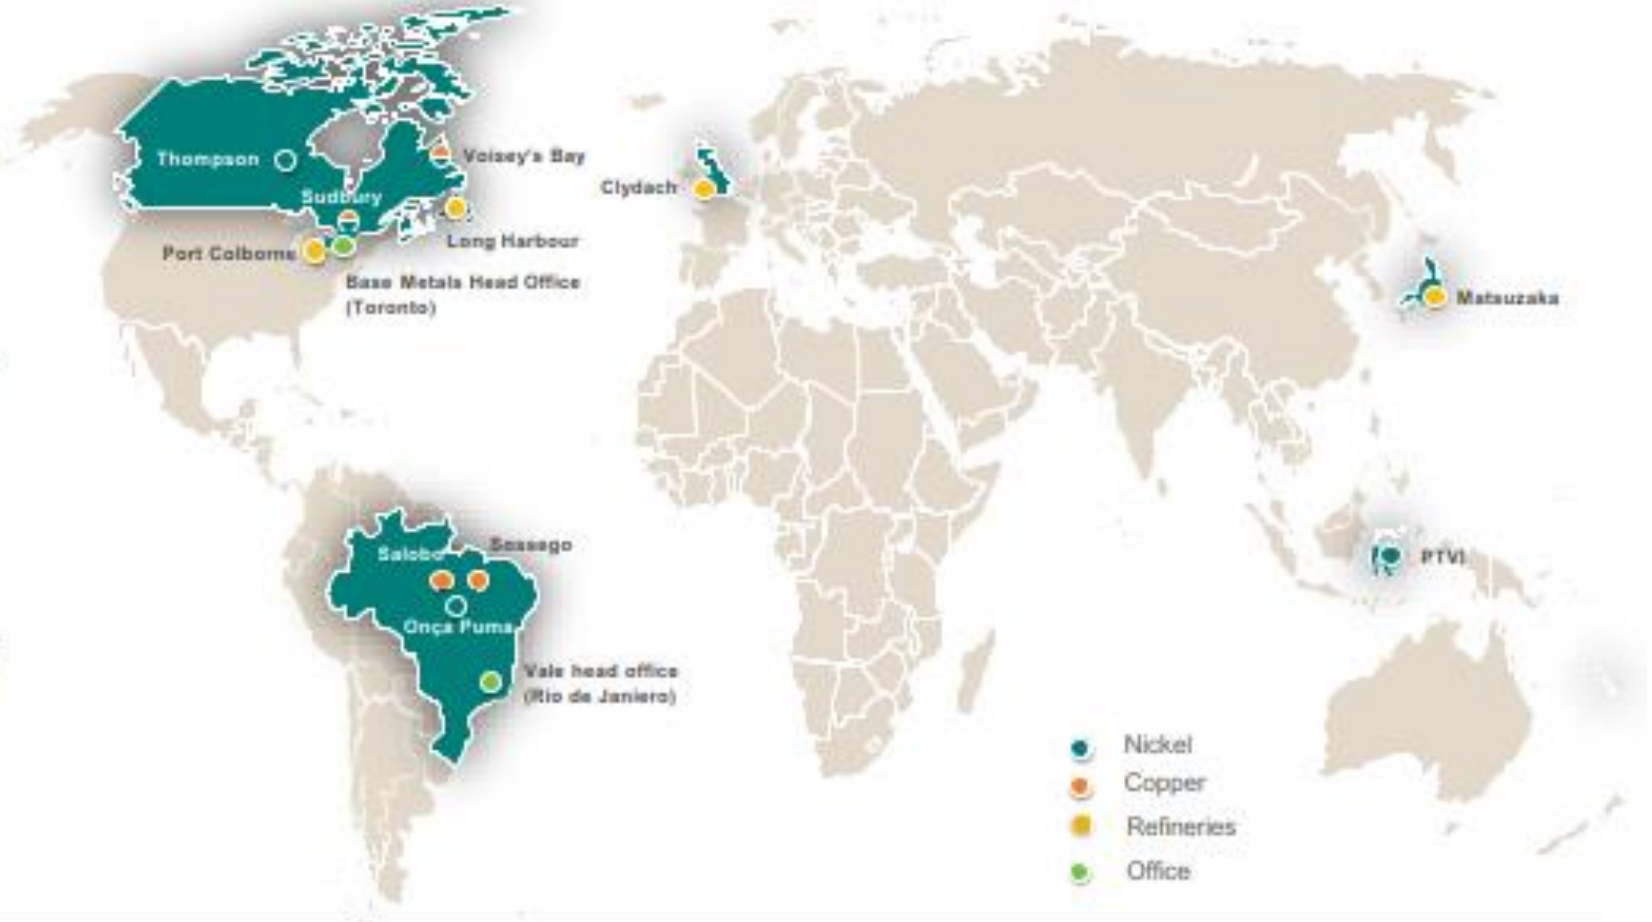 Thompson
Voisey's Bay
Sudbury
Long Harbour
Port Colborne
Base Metals Head Office
(Toronto)
Clydach
Matsuzaka
Salobo
Sossego
Onça Puma
Vale head office
(Rio de Janiero)
PTVI
Nickel
Copper
Refineries
Office